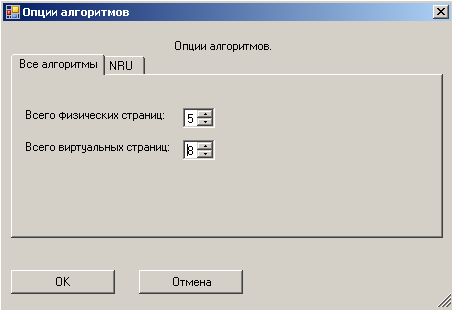 Опции алгоритмов
Опции алгоритмов.
Все алгоритмы NRU
Всего физических страниц: 5
Всего виртуальных страниц: 8
OK Отмена